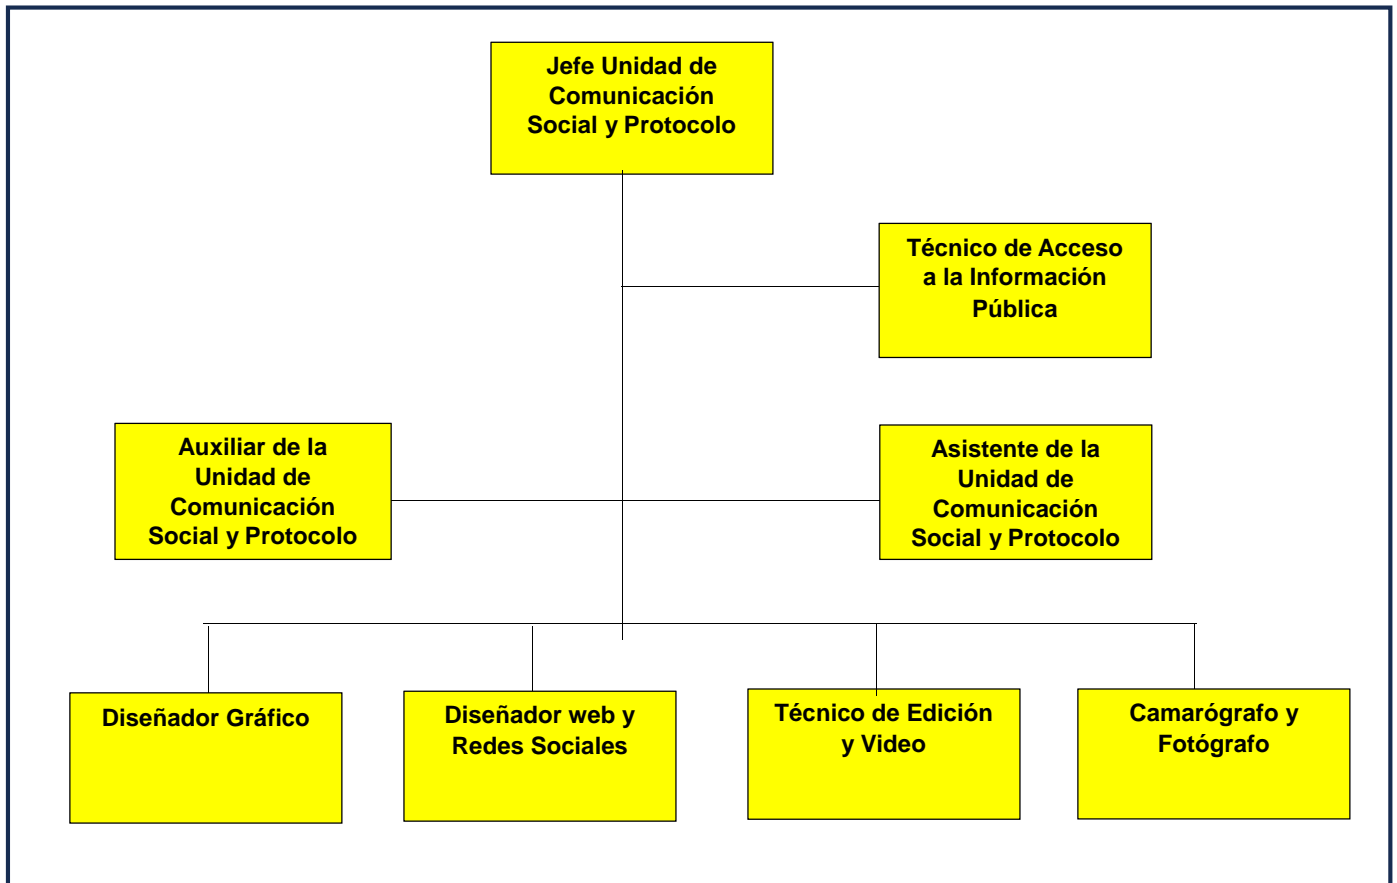 Jefe Unidad de
Comunicación
Social y Protocolo
Técnico de Acceso
a la Información
Pública
Auxiliar de la
Unidad de
Comunicación
Social y Protocolo
Asistente de la
Unidad de
Comunicación
Social y Protocolo
Diseñador Gráfico
Diseñador web y
Redes Sociales
Técnico de Edición
y Video
Camarógrafo y
Fotógrafo